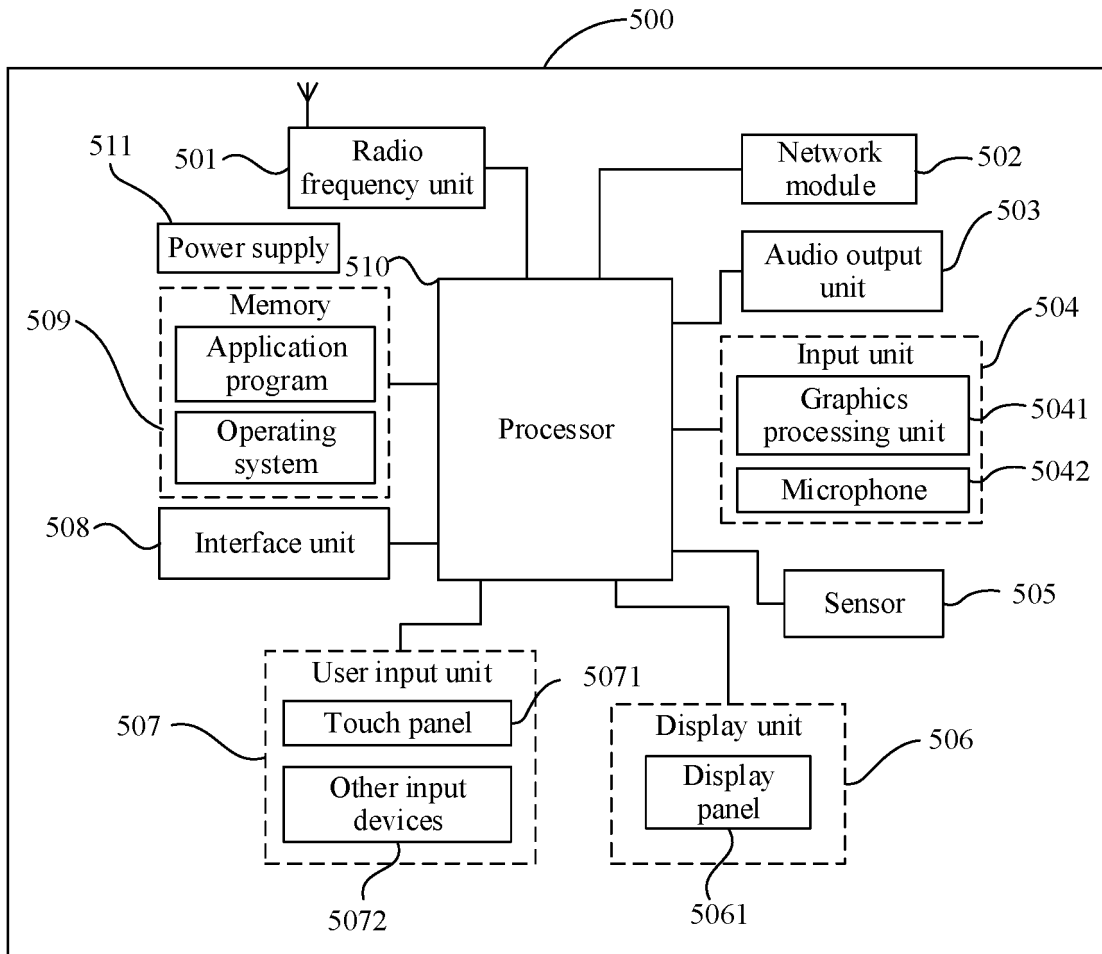 500
511
501
Radio
frequency unit
Network
module
502
503
Power supply
510
Audio output
unit
509
Memory
Application
program
Operating
system
Processor
504
Input unit
Graphics
processing unit
5041
5042
Microphone
508
Interface unit
Sensor
505
User input unit
5071
507
Touch panel
Other input
devices
5072
Display unit
506
Display
panel
5061